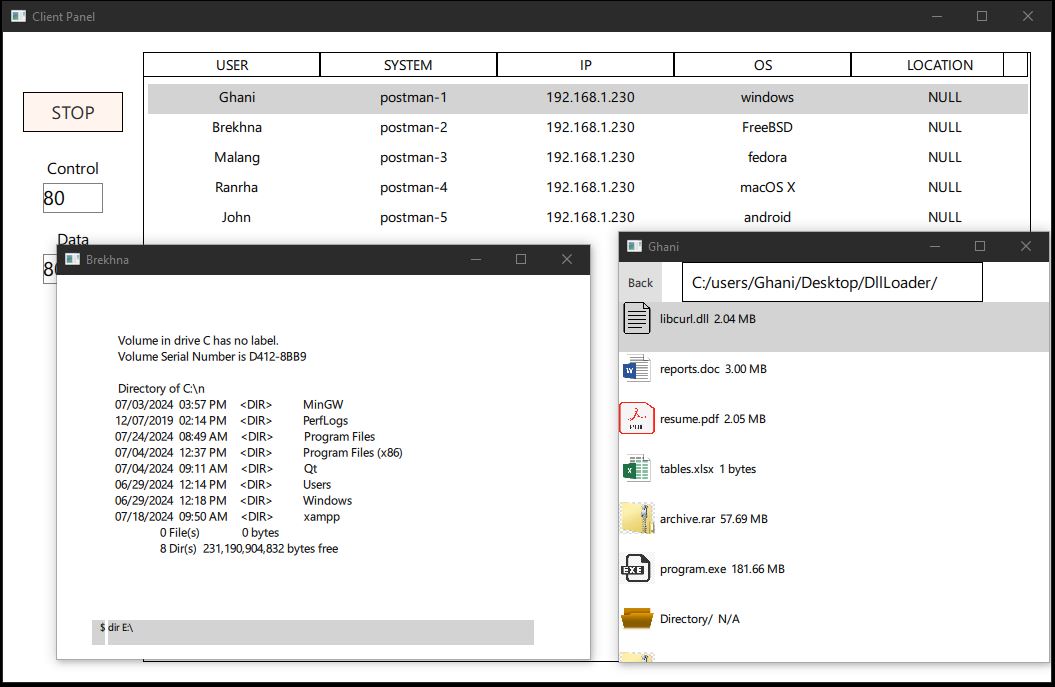 Client Panel
USER SYSTEM IP OS LOCATION
Ghani postman-1 192.168.1.230 windows NULL
Brekhna postman-2 192.168.1.230 FreeBSD NULL
Malang postman-3 192.168.1.230 fedora NULL
Ranrha postman-4 192.168.1.230 macOS X NULL
John postman-5 192.168.1.230 android NULL
STOP
Control
80
Data
Brekhna
Volume in drive C has no label.
Volume Serial Number is D412-8BB9
Directory of C:\n
07/03/2024 03:57 PM <DIR> MinGW
12/07/2019 02:14 PM <DIR> PerfLogs
07/24/2024 08:49 AM <DIR> Program Files
07/04/2024 12:37 PM <DIR> Program Files (x86)
07/04/2024 09:11 AM <DIR> Qt
06/29/2024 12:14 PM <DIR> Users
06/29/2024 12:18 PM <DIR> Windows
07/18/2024 09:50 AM <DIR> xampp
0 File(s) 0 bytes
8 Dir(s) 231,190,904,832 bytes free
$ dir E:\
Ghani
Back
C:/users/Ghani/Desktop/DllLoader/
libcurl.dll 2.04 MB
reports.doc 3.00 MB
resume.pdf 2.05 MB
tables.xlsx 1 bytes
archive.rar 57.69 MB
EXE
program.exe 181.66 MB
Directory/ N/A